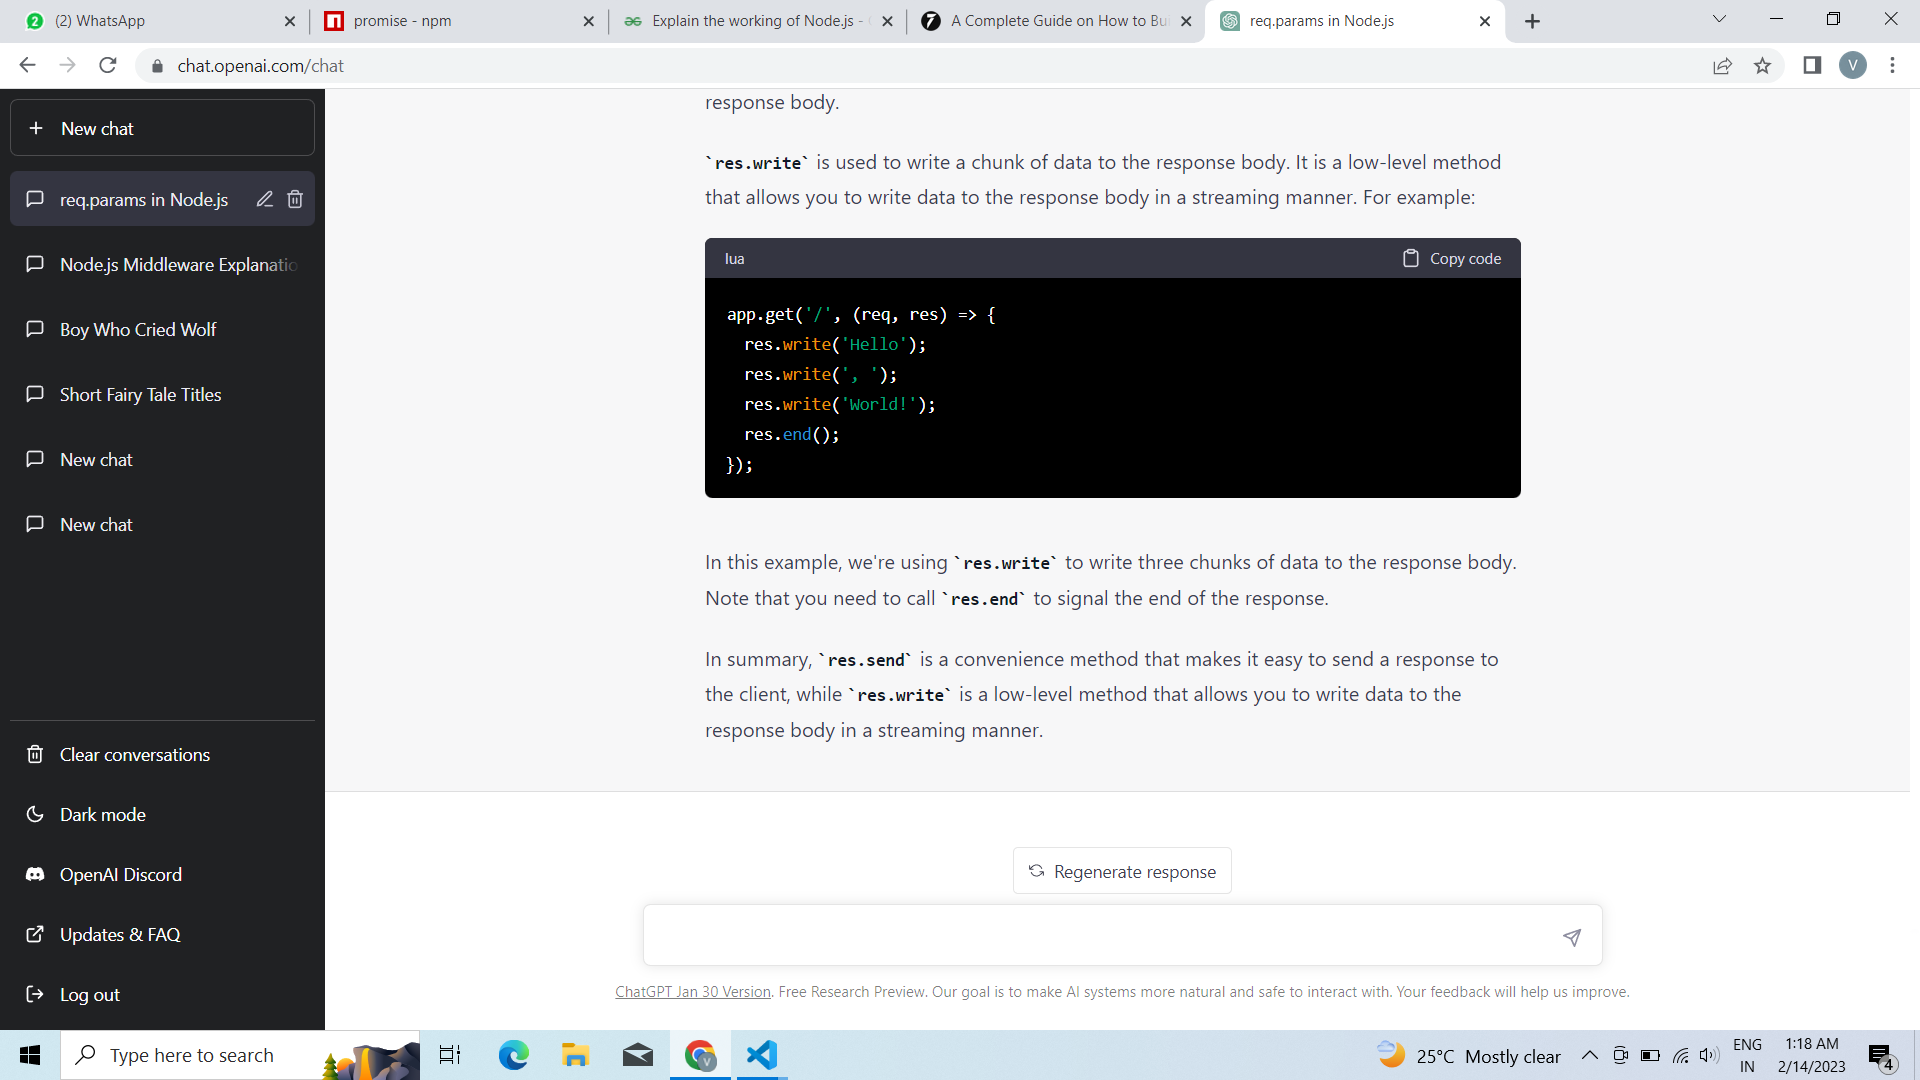 (2) WhatsApp
promise - npm
Explain the working of Node.js -
A Complete Guide on How to Bu
req.params in Node.js
chat.openai.com/chat
V
New chat
req.params in Node.js
Node.js Middleware Explanatio
Boy Who Cried Wolf
Short Fairy Tale Titles
New chat
New chat
Clear conversations
Dark mode
OpenAI Discord
Updates & FAQ
Log out
response body.
`res.write` is used to write a chunk of data to the response body. It is a low-level method
that allows you to write data to the response body in a streaming manner. For example:
lua
Copy code
app.get('/', (req, res) => {
res.write('Hello');
res.write(', ');
res.write('World!');
res.end();
});
In this example, we're using `res.write` to write three chunks of data to the response body.
Note that you need to call `res.end` to signal the end of the response.
In summary, `res.send` is a convenience method that makes it easy to send a response to
the client, while `res.write` is a low-level method that allows you to write data to the
response body in a streaming manner.
Regenerate response
ChatGPT Jan 30 Version. Free Research Preview. Our goal is to make AI systems more natural and safe to interact with. Your feedback will help us improve.
Type here to search
25°C Mostly clear
ENG
IN
1:18 AM
2/14/2023
4